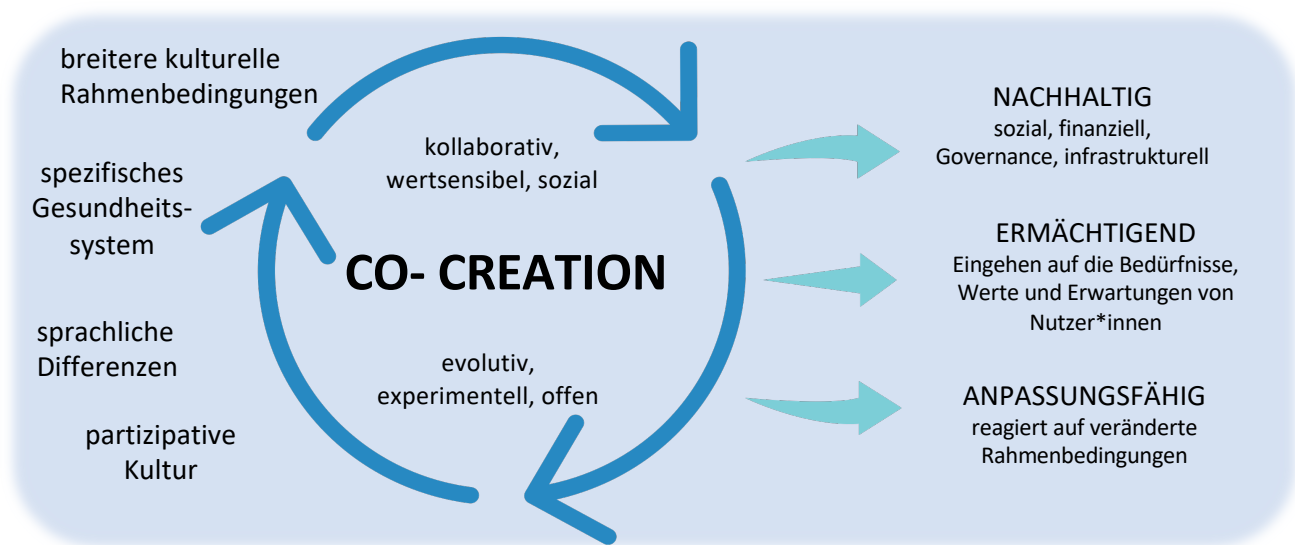 breitere kulturelle
Rahmenbedingungen
spezifisches
Gesundheits-
system
sprachliche
Differenzen
partizipative
Kultur
kollaborativ,
wertsensibel, sozial
CO- CREATION
evolutiv,
experimentell, offen
NACHHALTIG
sozial, finanziell,
Governance, infrastrukturell
ERMÄCHTIGEND
Eingehen auf die Bedürfnisse,
Werte und Erwartungen von
Nutzer*innen
ANPASSUNGSFÄHIG
reagiert auf veränderte
Rahmenbedingungen